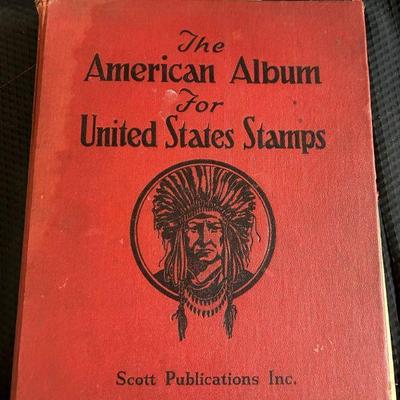 The
American Album
For
United States Stamps
Scott Publications Inc.